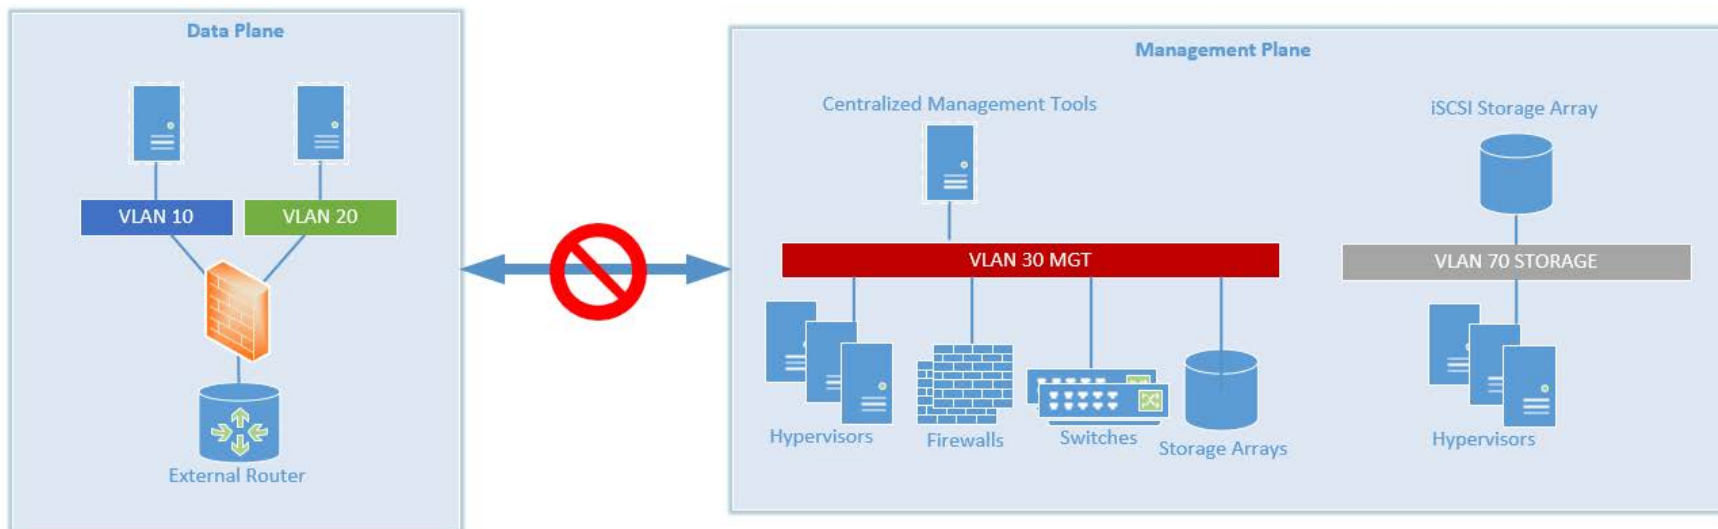 Data Plane
VLAN 10
VLAN 20
External Router
Management Plane
Centralized Management Tools
iSCSI Storage Array
VLAN 30 MGT
VLAN 70 STORAGE
Hypervisors
Firewalls
Switches
Storage Arrays
Hypervisors